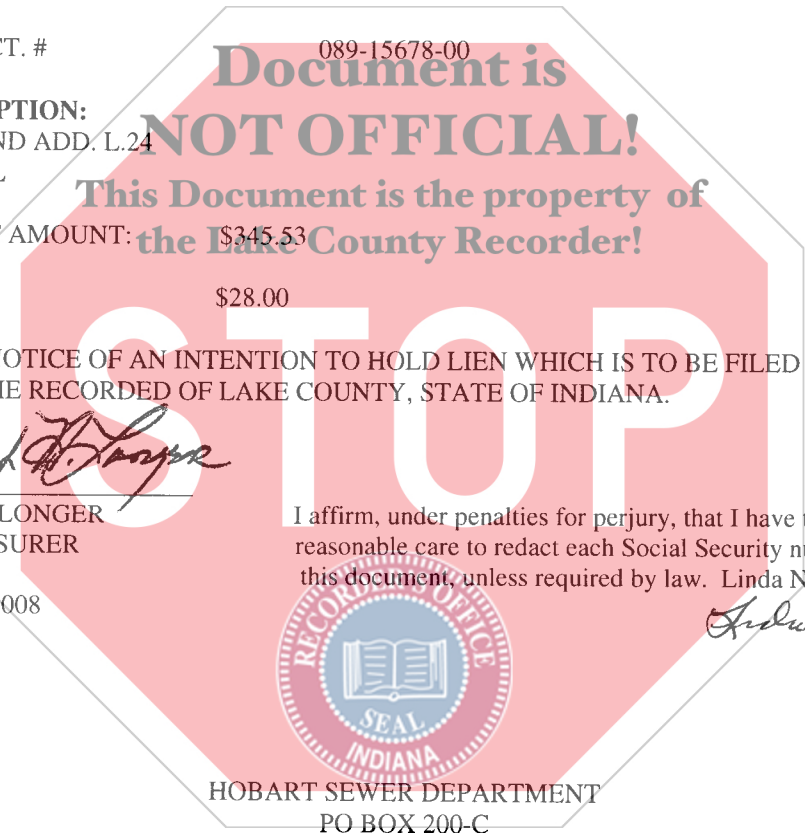 CT. # 089-15678-00
Document is
PTION:
ND ADD. L.24
NOT OFFICIAL!
L
This Document is the property of
AMOUNT: $345.53
the Lake County Recorder!
$28.00
STOP
NOTICE OF AN INTENTION TO HOLD LIEN WHICH IS TO BE FILED
HE RECORDED OF LAKE COUNTY, STATE OF INDIANA.
H. Longer
LONGER
SURER
I affirm, under penalties for perjury, that I have
reasonable care to redact each Social Security
this document, unless required by law. Linda N
008
RECORDER'S OFFICE
SEAL
INDIANA
HOBART SEWER DEPARTMENT
PO BOX 200-C